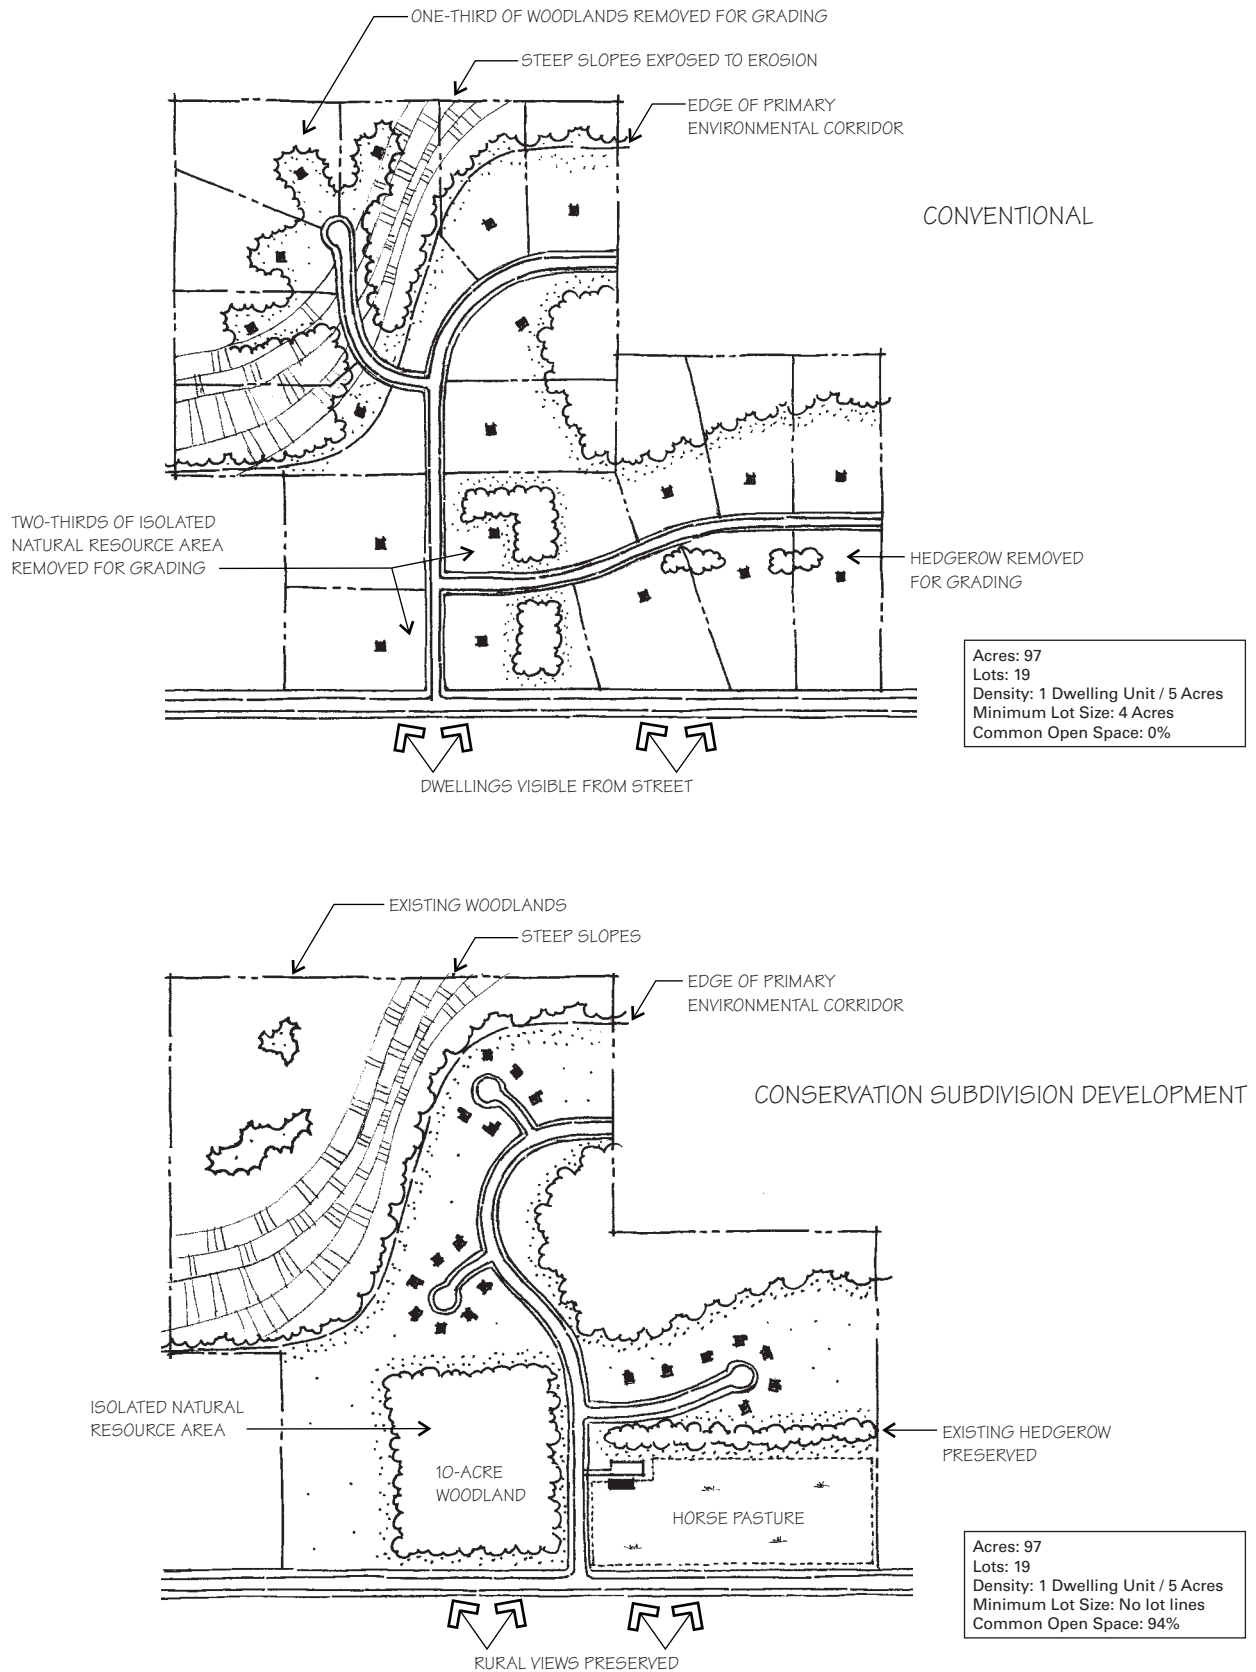 ONE-THIRD OF WOODLANDS REMOVED FOR GRADING
STEEP SLOPES EXPOSED TO EROSION
EDGE OF PRIMARY
ENVIRONMENTAL CORRIDOR
CONVENTIONAL
TWO-THIRDS OF ISOLATED
NATURAL RESOURCE AREA
REMOVED FOR GRADING
HEDGEROW REMOVED
FOR GRADING
Acres: 97
Lots: 19
Density: 1 Dwelling Unit / 5 Acres
Minimum Lot Size: 4 Acres
Common Open Space: 0%
DWELLINGS VISIBLE FROM STREET
EXISTING WOODLANDS
STEEP SLOPES
EDGE OF PRIMARY
ENVIRONMENTAL CORRIDOR
CONSERVATION SUBDIVISION DEVELOPMENT
ISOLATED NATURAL
RESOURCE AREA
EXISTING HEDGEROW
PRESERVED
10-ACRE
WOODLAND
HORSE PASTURE
Acres: 97
Lots: 19
Density: 1 Dwelling Unit / 5 Acres
Minimum Lot Size: No lot lines
Common Open Space: 94%
RURAL VIEWS PRESERVED